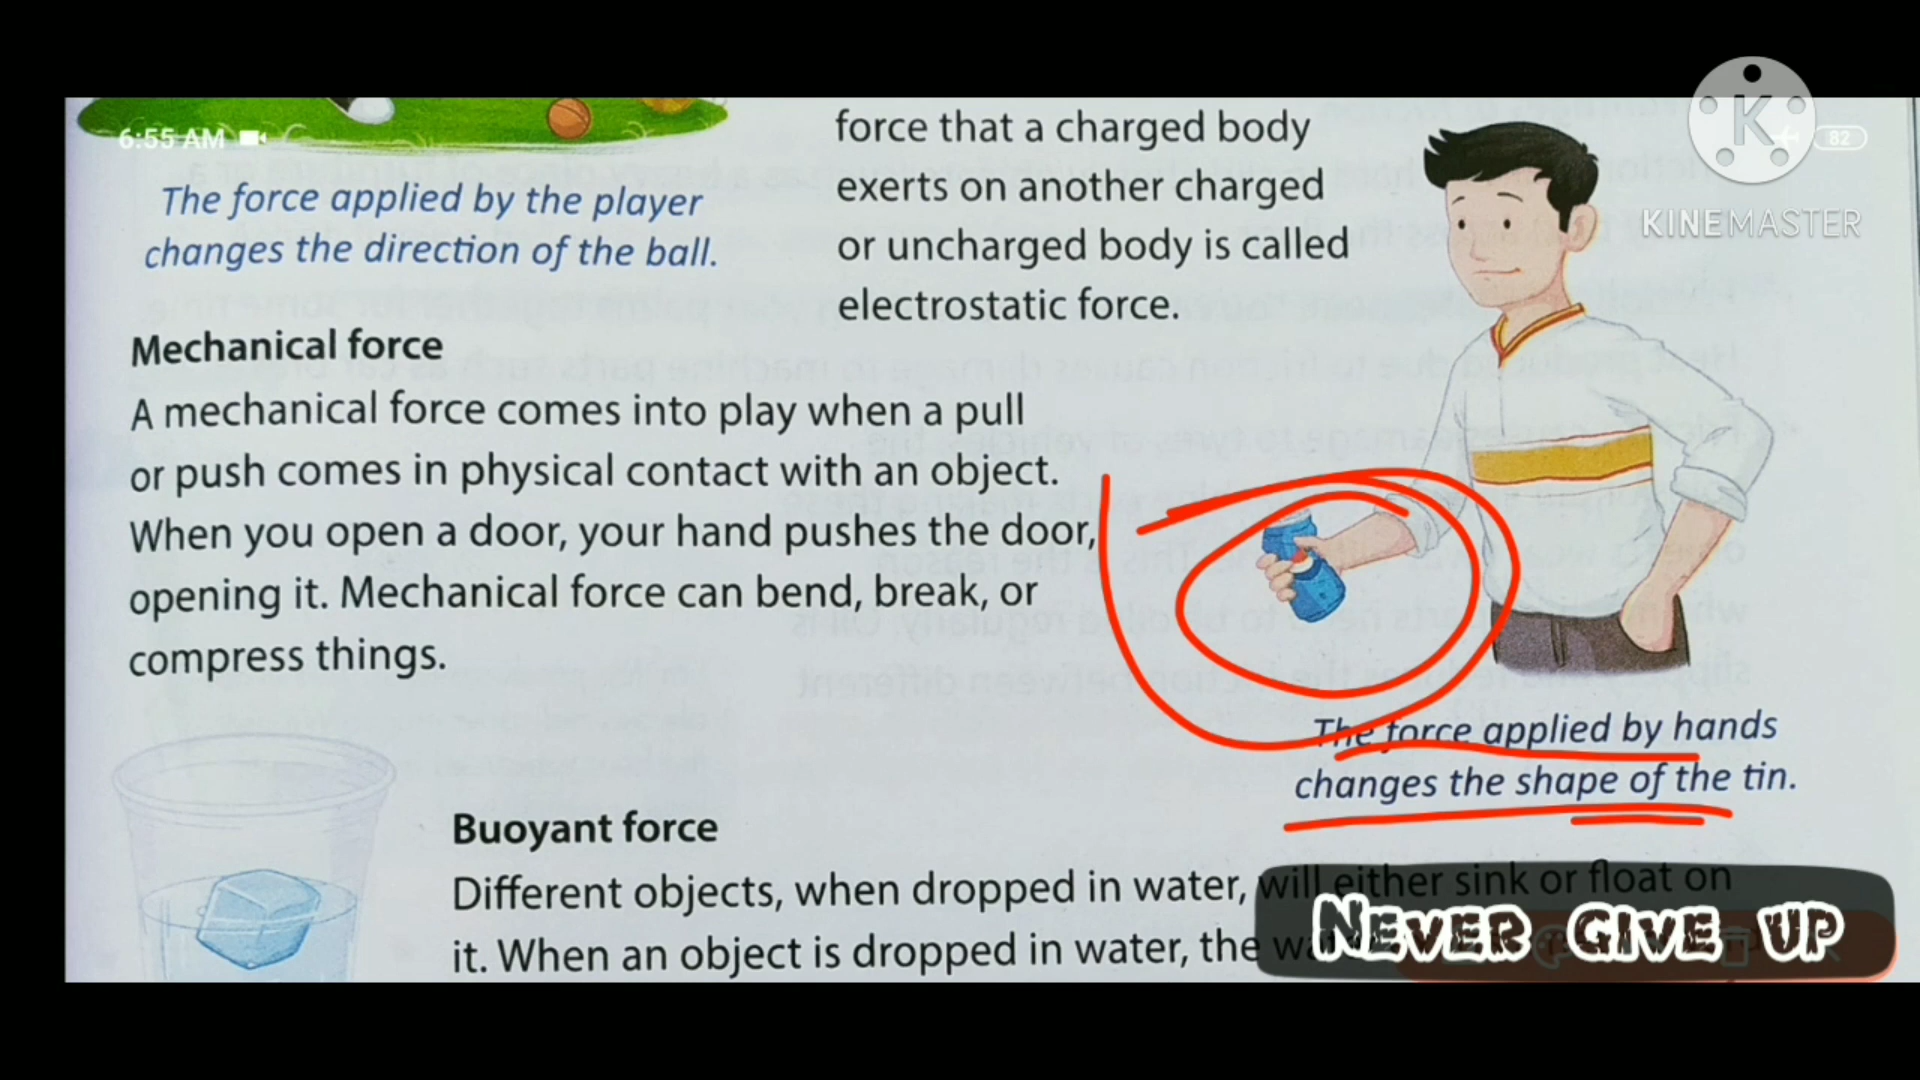 6:55 AM
82
K
KINEMASTER
The force applied by the player
changes the direction of the ball.
force that a charged body
exerts on another charged
or uncharged body is called
electrostatic force.
Mechanical force
A mechanical force comes into play when a pull
or push comes in physical contact with an object.
When you open a door, your hand pushes the door,
opening it. Mechanical force can bend, break, or
compress things.
The force applied by hands
changes the shape of the tin.
Buoyant force
Different objects, when dropped in water, will either sink or float on
it. When an object is dropped in water, the
NEVER GIVE UP